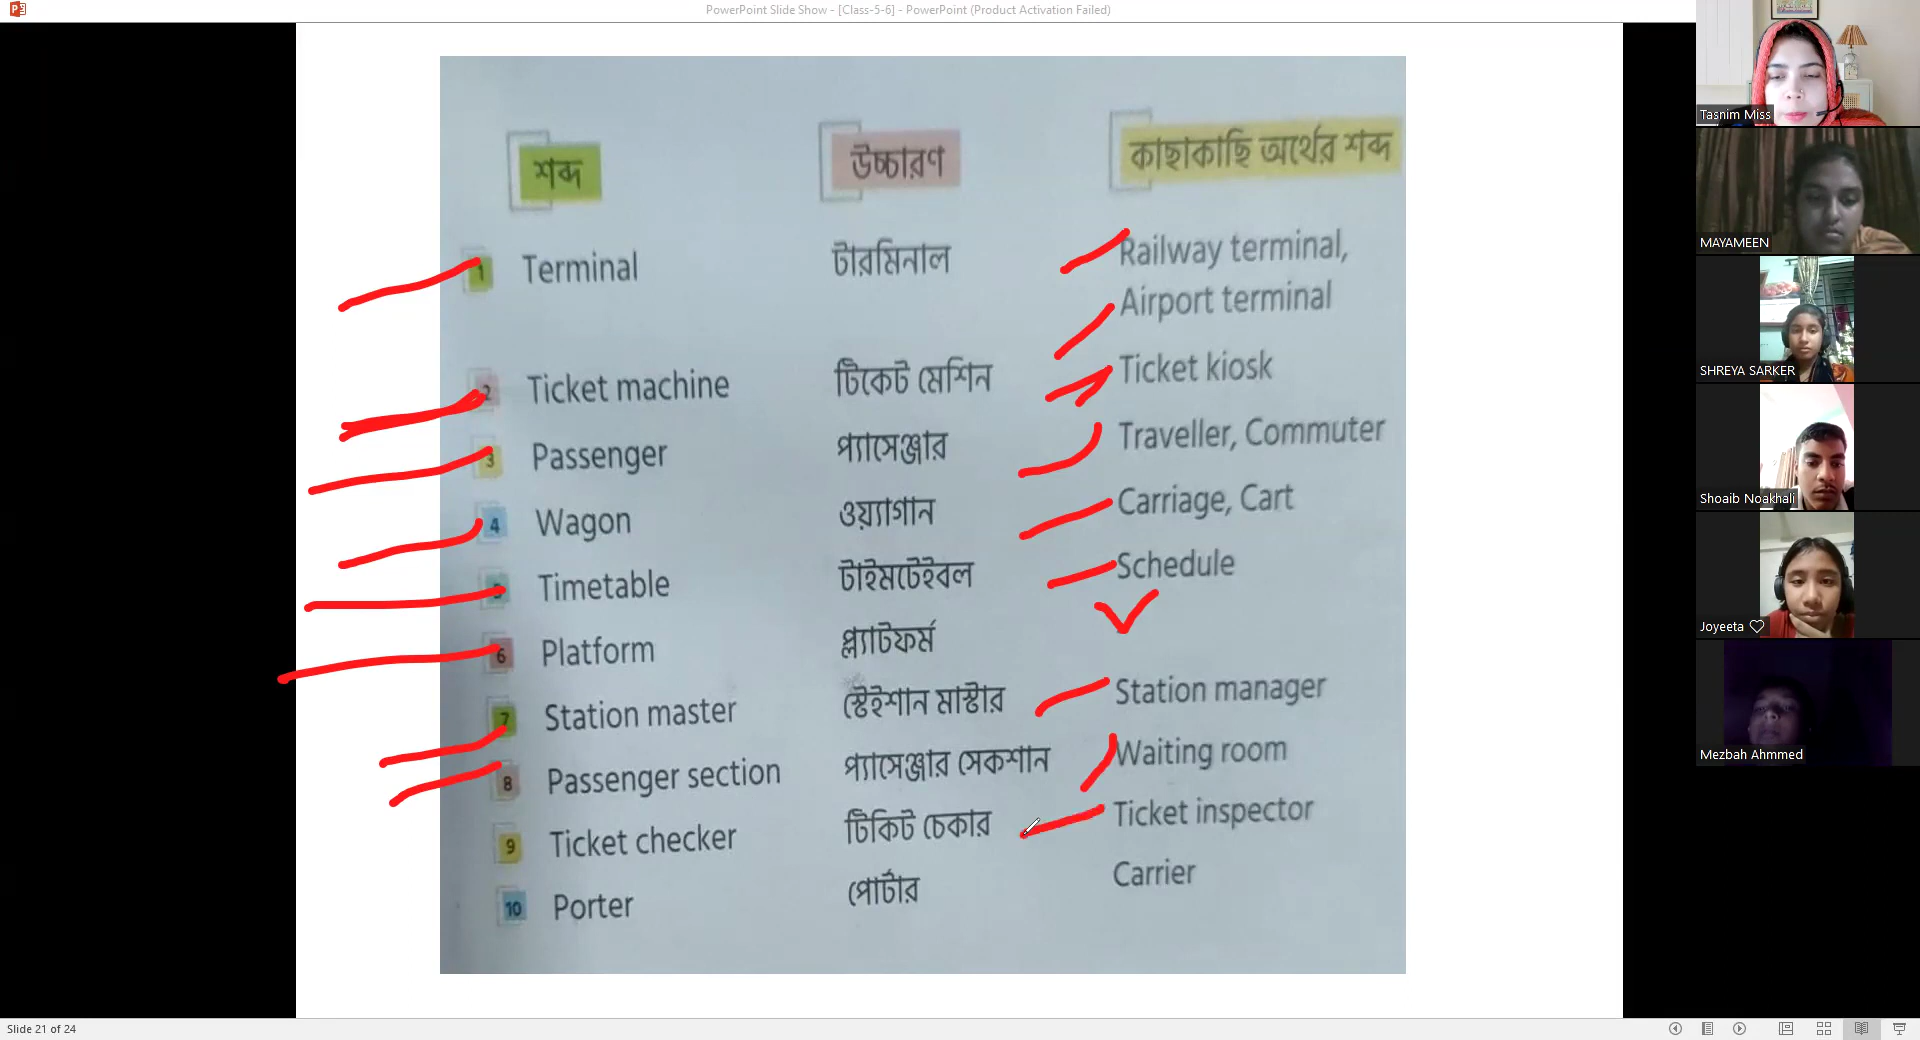 PowerPoint Slide Show - [Class-5-6] - PowerPoint (Product Activation Failed)
শব্দ উচ্চারণ কাছাকাছি অর্থের শব্দ
1 Terminal টারমিনাল Railway terminal,
Airport terminal
2 Ticket machine টিকেট মেশিন Ticket kiosk
3 Passenger প্যাসেঞ্জার Traveller, Commuter
4 Wagon ওয়্যাগান Carriage, Cart
5 Timetable টাইমটেইবল Schedule
6 Platform প্ল্যাটফর্ম
7 Station master স্টেইশান মাস্টার Station manager
8 Passenger section প্যাসেঞ্জার সেকশান Waiting room
9 Ticket checker টিকিট চেকার Ticket inspector
10 Porter পোর্টার Carrier
Tasnim Miss
MAYAMEEN
SHREYA SARKER
Shoaib Noakhali
Joyeeta ♡
Mezbah Ahmmed
Slide 21 of 24